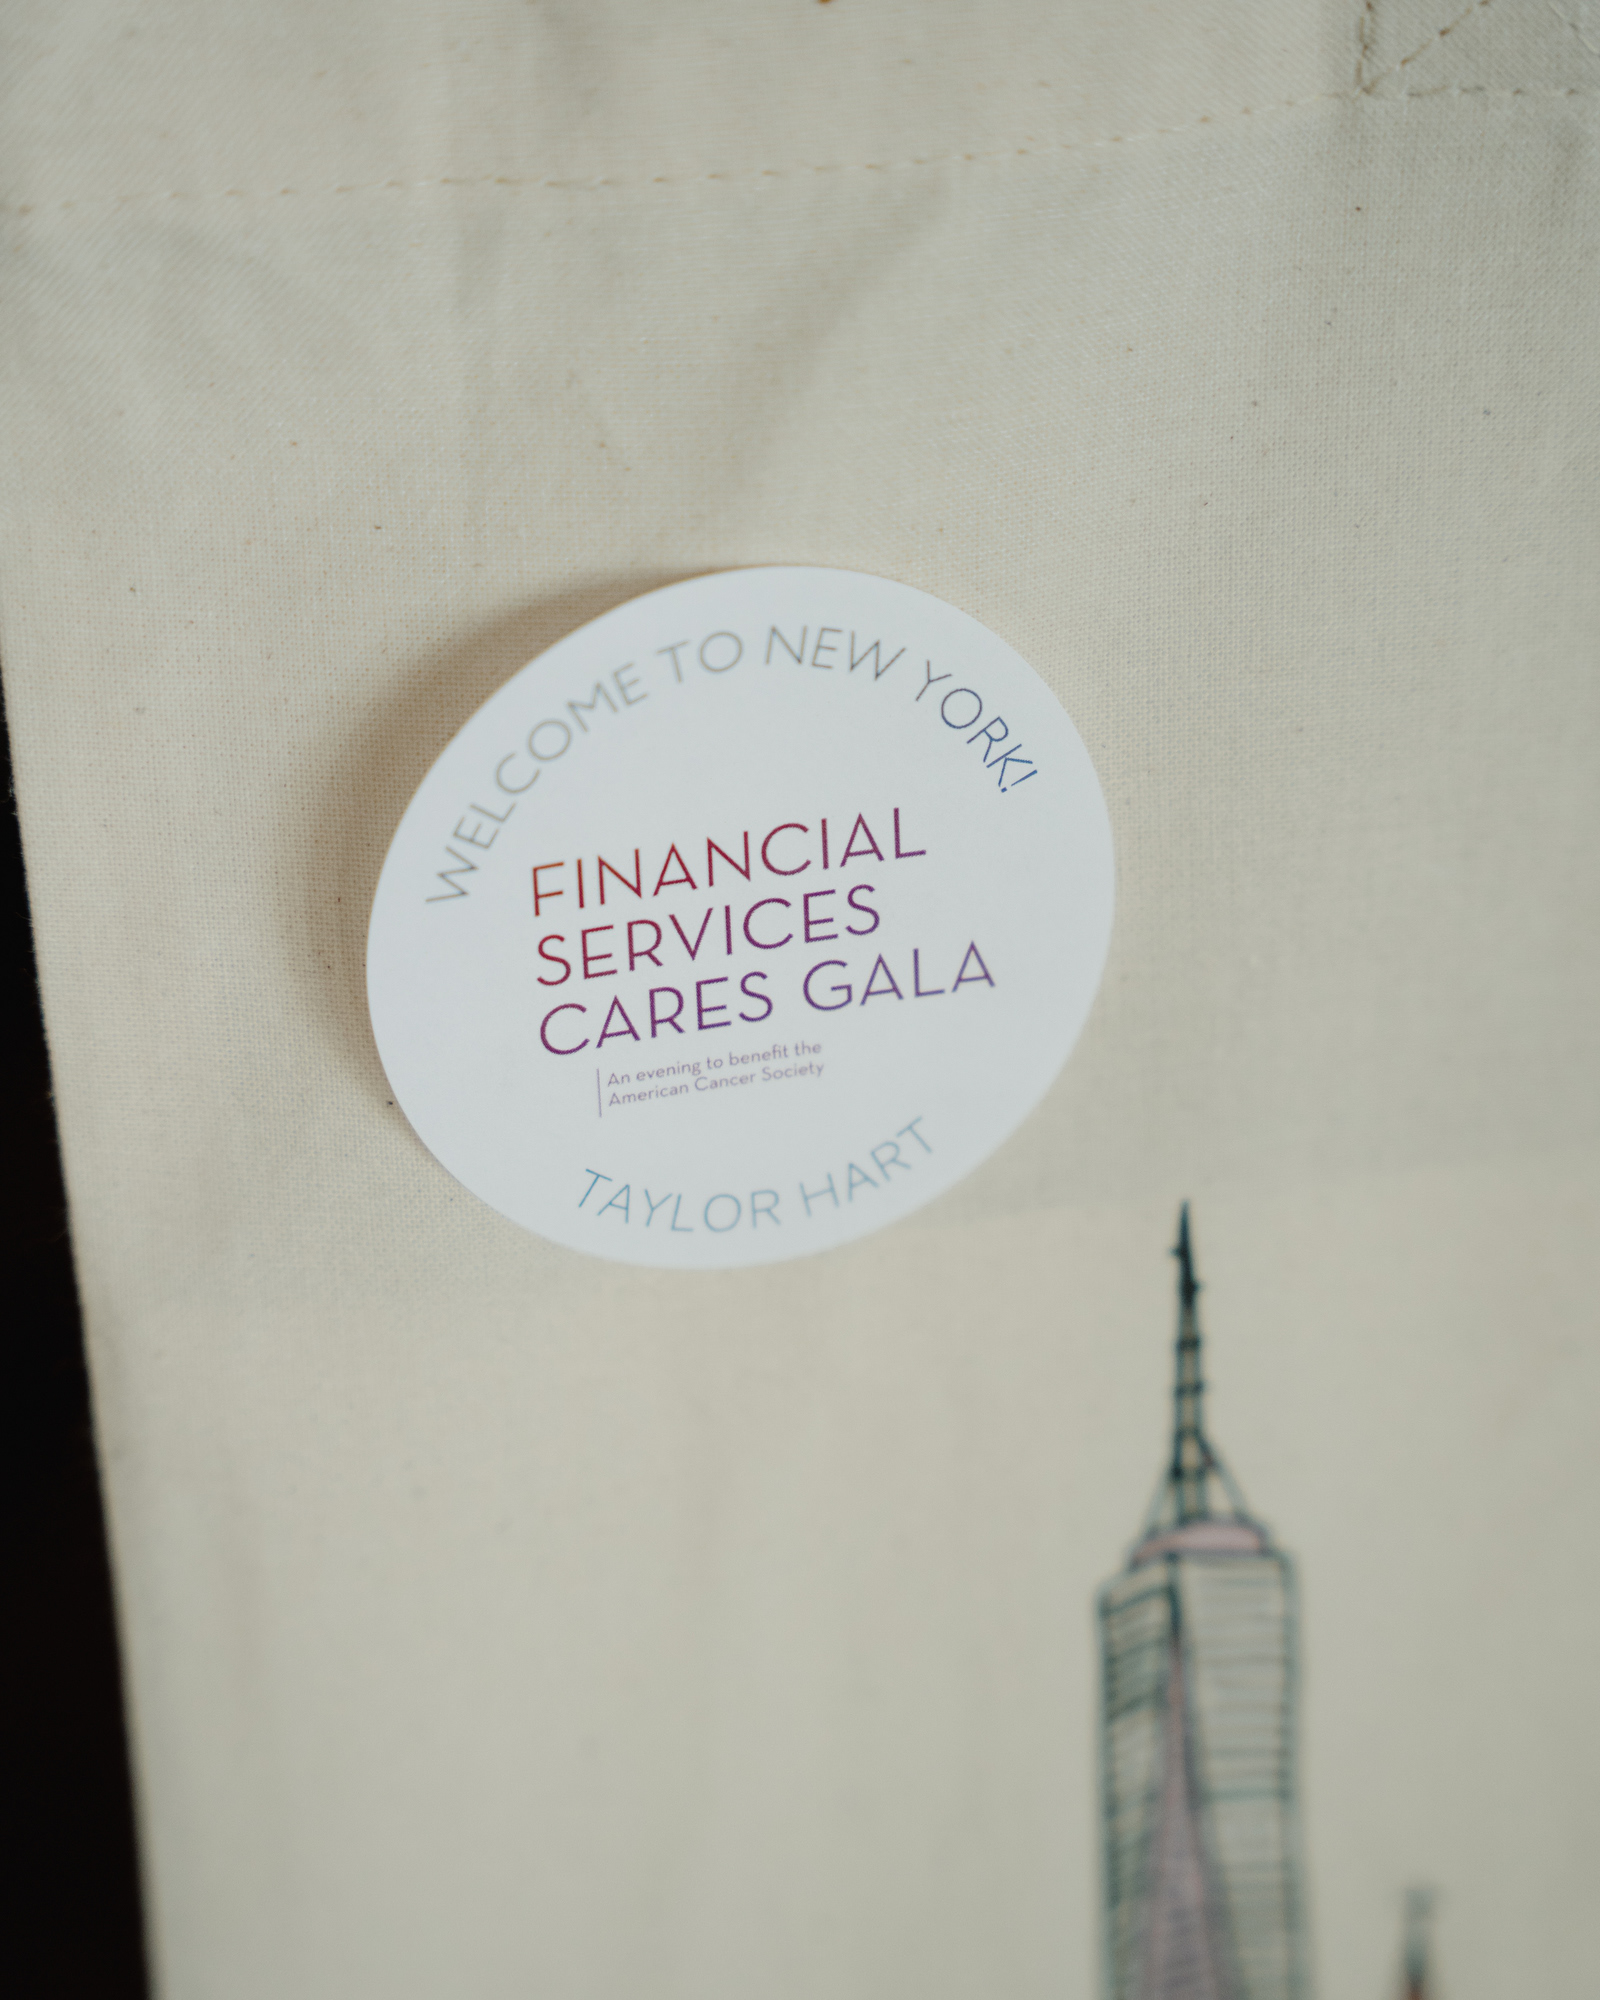 WELCOME TO NEW YORK!
FINANCIAL
SERVICES
CARES GALA
An evening to benefit the
American Cancer Society
TAYLOR HART